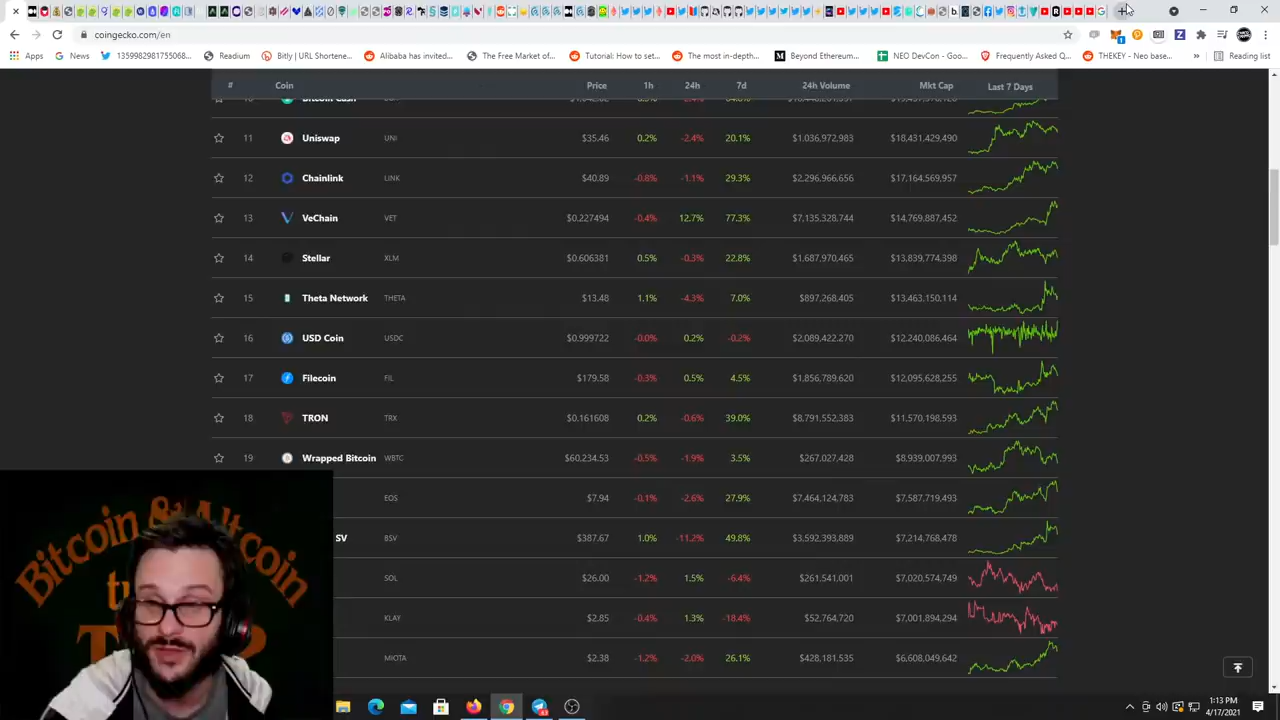 coingecko.com/en
Apps
News
1359982981755068...
Readium
Bitly | URL Shortene...
Alibaba has invited...
The Free Market of...
Tutorial: How to set...
The most in-depth...
Beyond Ethereum...
NEO DevCon - Goo...
Frequently Asked Q...
THEKEY - Neo base...
»
Reading list
# Coin Price 1h 24h 7d 24h Volume Mkt Cap Last 7 Days
11 Uniswap UNI $35.46 0.2% -2.4% 20.1% $1,036,972,983 $18,431,429,490
12 Chainlink LINK $40.89 -0.8% -1.1% 29.3% $2,296,966,656 $17,164,569,957
13 VeChain VET $0.227494 -0.4% 12.7% 77.3% $7,135,328,744 $14,769,887,452
14 Stellar XLM $0.606381 0.5% -0.3% 22.8% $1,687,970,465 $13,839,774,398
15 Theta Network THETA $13.48 1.1% -4.3% 7.0% $897,268,405 $13,463,150,114
16 USD Coin USDC $0.999722 -0.0% 0.2% -0.2% $2,089,422,270 $12,240,086,464
17 Filecoin FIL $179.58 -0.3% 0.5% 4.5% $1,856,789,620 $12,095,628,255
18 TRON TRX $0.161608 0.2% -0.6% 39.0% $8,791,552,383 $11,570,198,593
19 Wrapped Bitcoin WBTC $60,234.53 -0.5% -1.9% 3.5% $267,027,428 $8,939,007,993
EOS $7.94 -0.1% -2.6% 27.9% $7,464,124,783 $7,587,719,493
SV BSV $387.67 1.0% -11.2% 49.8% $3,592,393,889 $7,214,768,478
SOL $26.00 -1.2% 1.5% -6.4% $261,541,001 $7,020,574,749
KLAY $2.85 -0.4% 1.3% -18.4% $52,764,720 $7,001,894,294
MIOTA $2.38 -1.2% -2.0% 26.1% $428,181,535 $6,608,049,642
Bitcoin & Altcoin
1:13 PM
4/17/2021